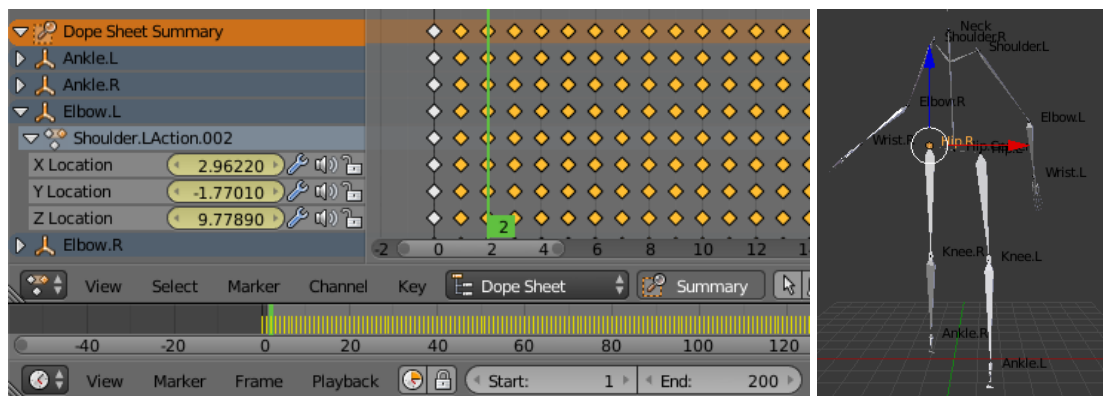 Dope Sheet Summary
Ankle.L
Ankle.R
Elbow.L
Shoulder.LAction.002
X Location 2.96220
Y Location -1.77010
Z Location 9.77890
2
Elbow.R
-2 0 2 4 6 8 10 12
View Select Marker Channel Key Dope Sheet Summary
-40 -20 0 20 40 60 80 100 120
View Marker Frame Playback Start: 1 End: 200
Neck
Shoulder.R
Shoulder.L
Elbow.R
Elbow.L
Wrist.R
Hip.R
Wrist.L
Knee.R
Knee.L
Ankle.R
Ankle.L